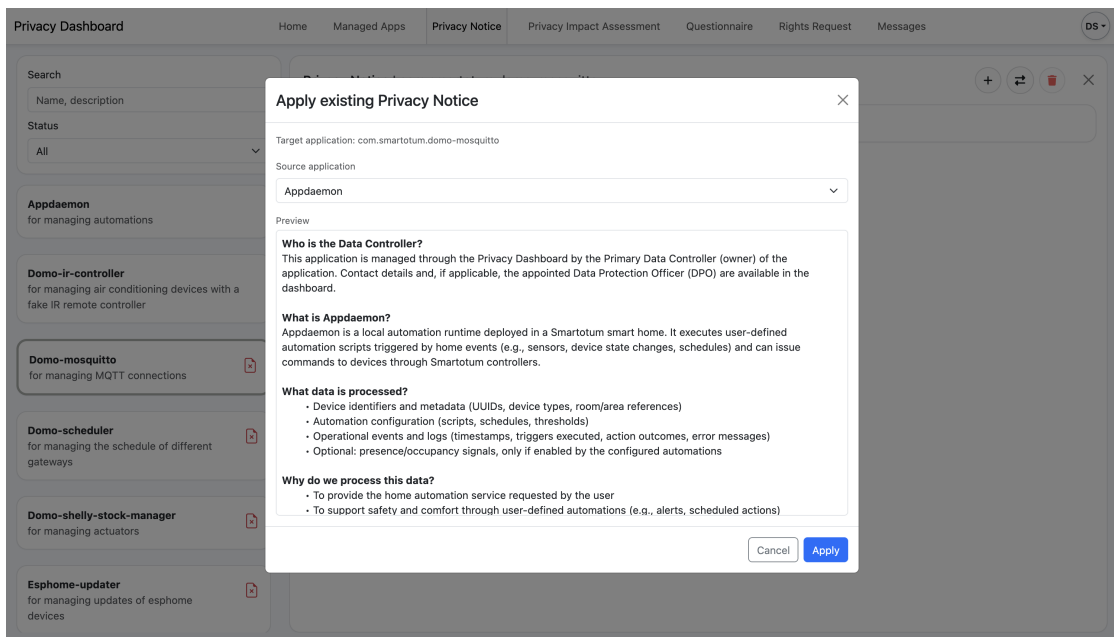 Privacy Dashboard
Home
Managed Apps
Privacy Notice
Privacy Impact Assessment
Questionnaire
Rights Request
Messages
DS
Search
Name, description
Status
All
Appdaemon
for managing automations
Domo-ir-controller
for managing air conditioning devices with a
fake IR remote controller
Domo-mosquitto
for managing MQTT connections
Domo-scheduler
for managing the schedule of different
gateways
Domo-shelly-stock-manager
for managing actuators
Esphome-updater
for managing updates of esphome
devices
Apply existing Privacy Notice
Target application: com.smartotum.domo-mosquitto
Source application
Appdaemon
Preview
Who is the Data Controller?
This application is managed through the Privacy Dashboard by the Primary Data Controller (owner) of the
application. Contact details and, if applicable, the appointed Data Protection Officer (DPO) are available in the
dashboard.
What is Appdaemon?
Appdaemon is a local automation runtime deployed in a Smartotum smart home. It executes user-defined
automation scripts triggered by home events (e.g., sensors, device state changes, schedules) and can issue
commands to devices through Smartotum controllers.
What data is processed?
• Device identifiers and metadata (UUIDs, device types, room/area references)
• Automation configuration (scripts, schedules, thresholds)
• Operational events and logs (timestamps, triggers executed, action outcomes, error messages)
• Optional: presence/occupancy signals, only if enabled by the configured automations
Why do we process this data?
• To provide the home automation service requested by the user
• To support safety and comfort through user-defined automations (e.g., alerts, scheduled actions)
Cancel
Apply